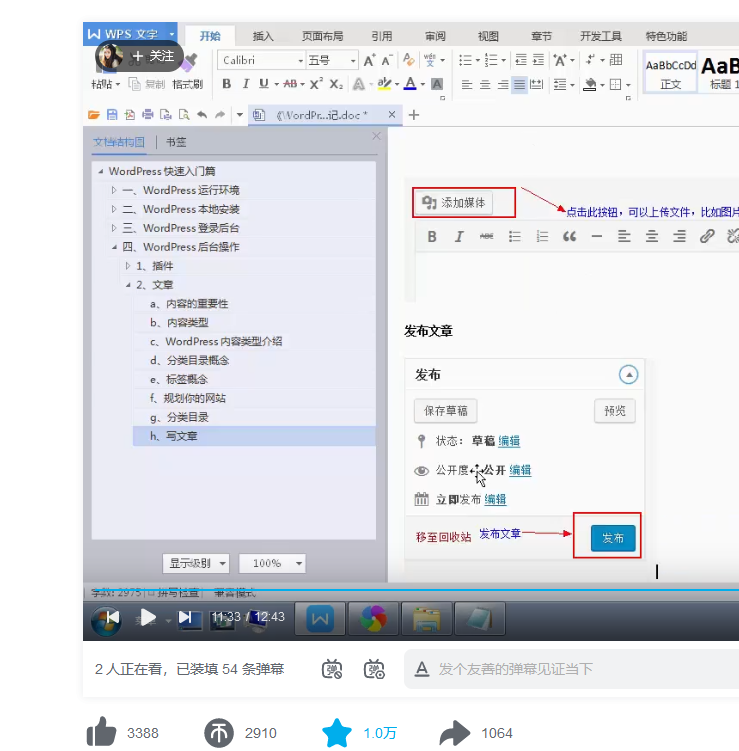 WPS 文字
开始 插入 页面布局 引用 审阅 视图 章节 开发工具 特色功能
+ 关注
Calibri 五号
粘贴 复制 格式刷
B I U AB X² X₂ A A A
AaBbCcDd AaB
正文 标题 1
《WordPr...记.doc *
文档结构图 | 书签
WordPress 快速入门篇
一、WordPress 运行环境
二、WordPress 本地安装
三、WordPress 登录后台
四、WordPress 后台操作
1、插件
2、文章
a、内容的重要性
b、内容类型
c、WordPress 内容类型介绍
d、分类目录概念
e、标签概念
f、规划你的网站
g、分类目录
h、写文章
显示级别 100%
添加媒体
点击此按钮，可以上传文件，比如图片
B I ABC
发布文章
发布
保存草稿 预览
状态：草稿 编辑
公开度 公开 编辑
立即发布 编辑
移至回收站 发布文章 发布
字数: 2975 拼写检查 兼容模式
11:33 / 12:43
2 人正在看，已装填 54 条弹幕
弹 弹
A 发个友善的弹幕见证当下
3388 2910 1.0万 1064